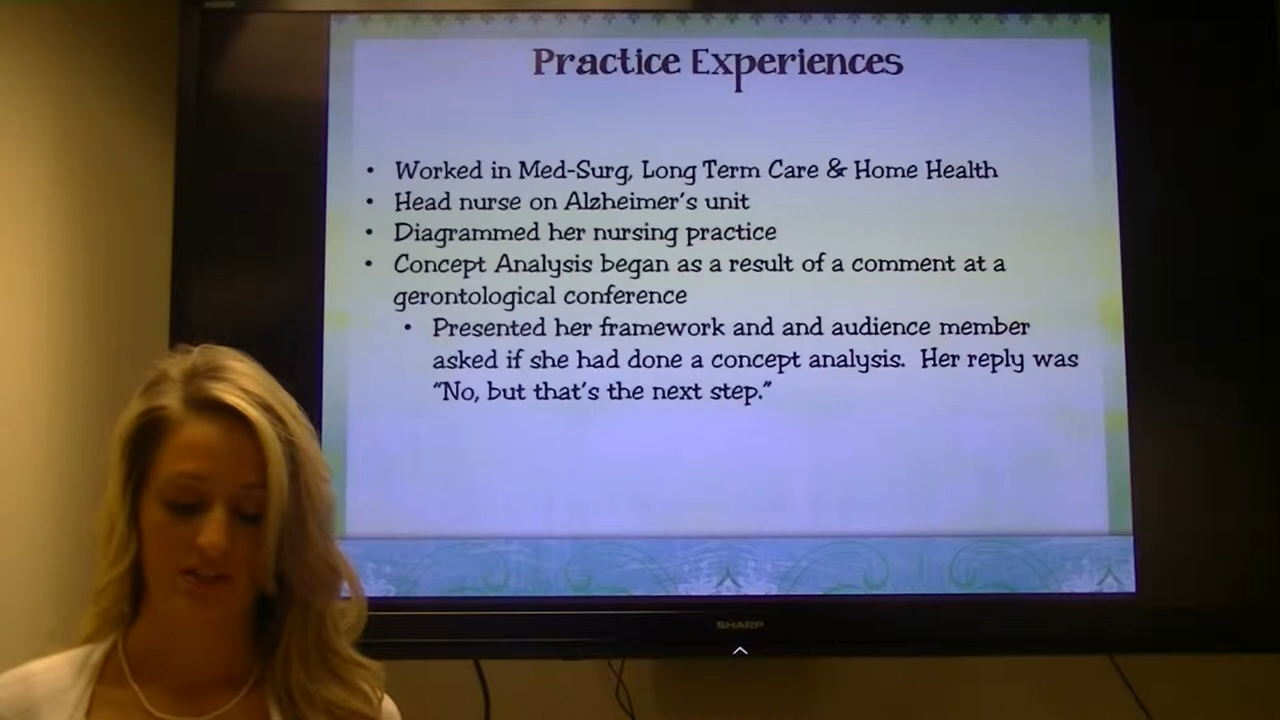 Practice Experiences
• Worked in Med-Surg, Long Term Care & Home Health
• Head nurse on Alzheimer's unit
• Diagrammed her nursing practice
• Concept Analysis began as a result of a comment at a
gerontological conference
• Presented her framework and and audience member
asked if she had done a concept analysis.  Her reply was
"No, but that's the next step."
SHARP